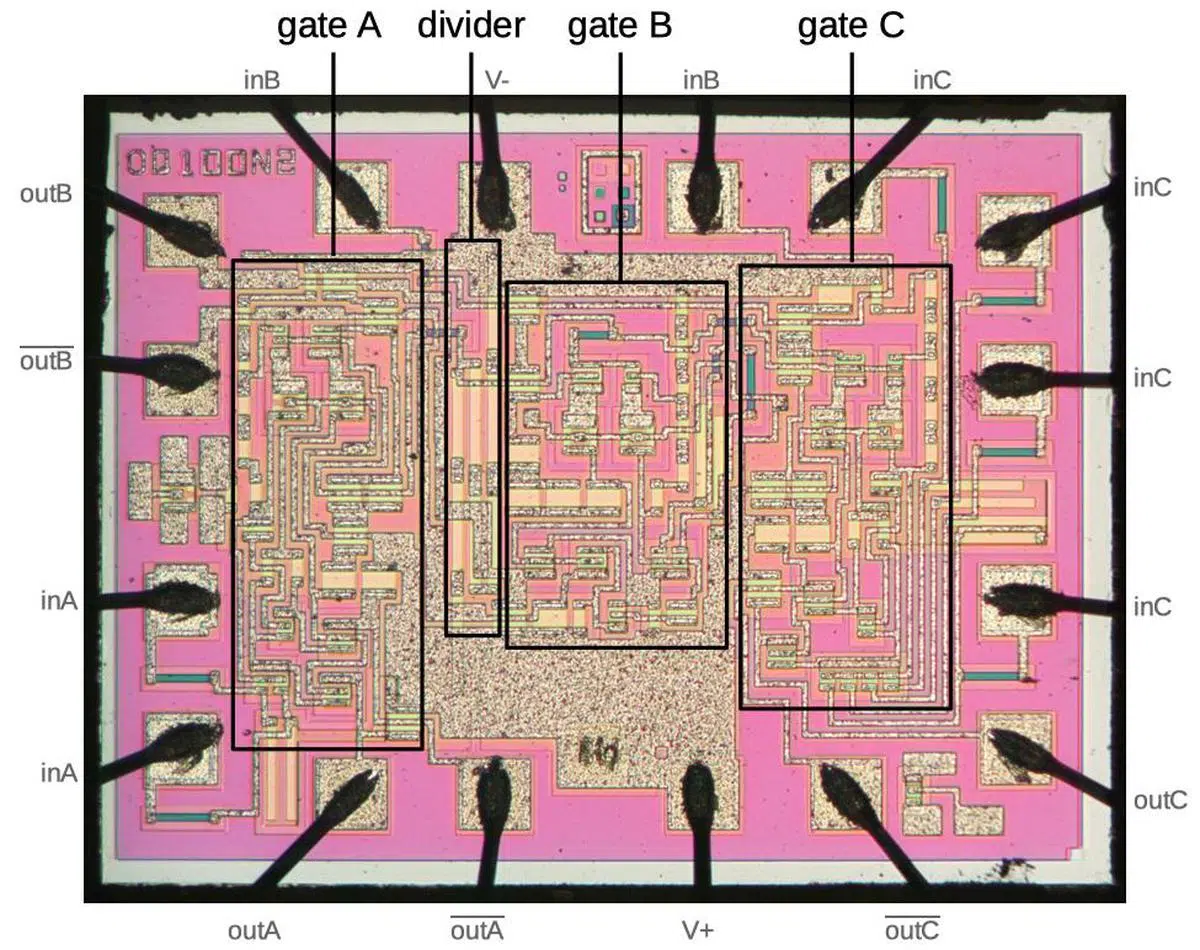 gate A divider gate B gate C
inB V- inB inC
OD100N2
outB inC
outB inC
inA inC
inA outC
outA outA V+ outC